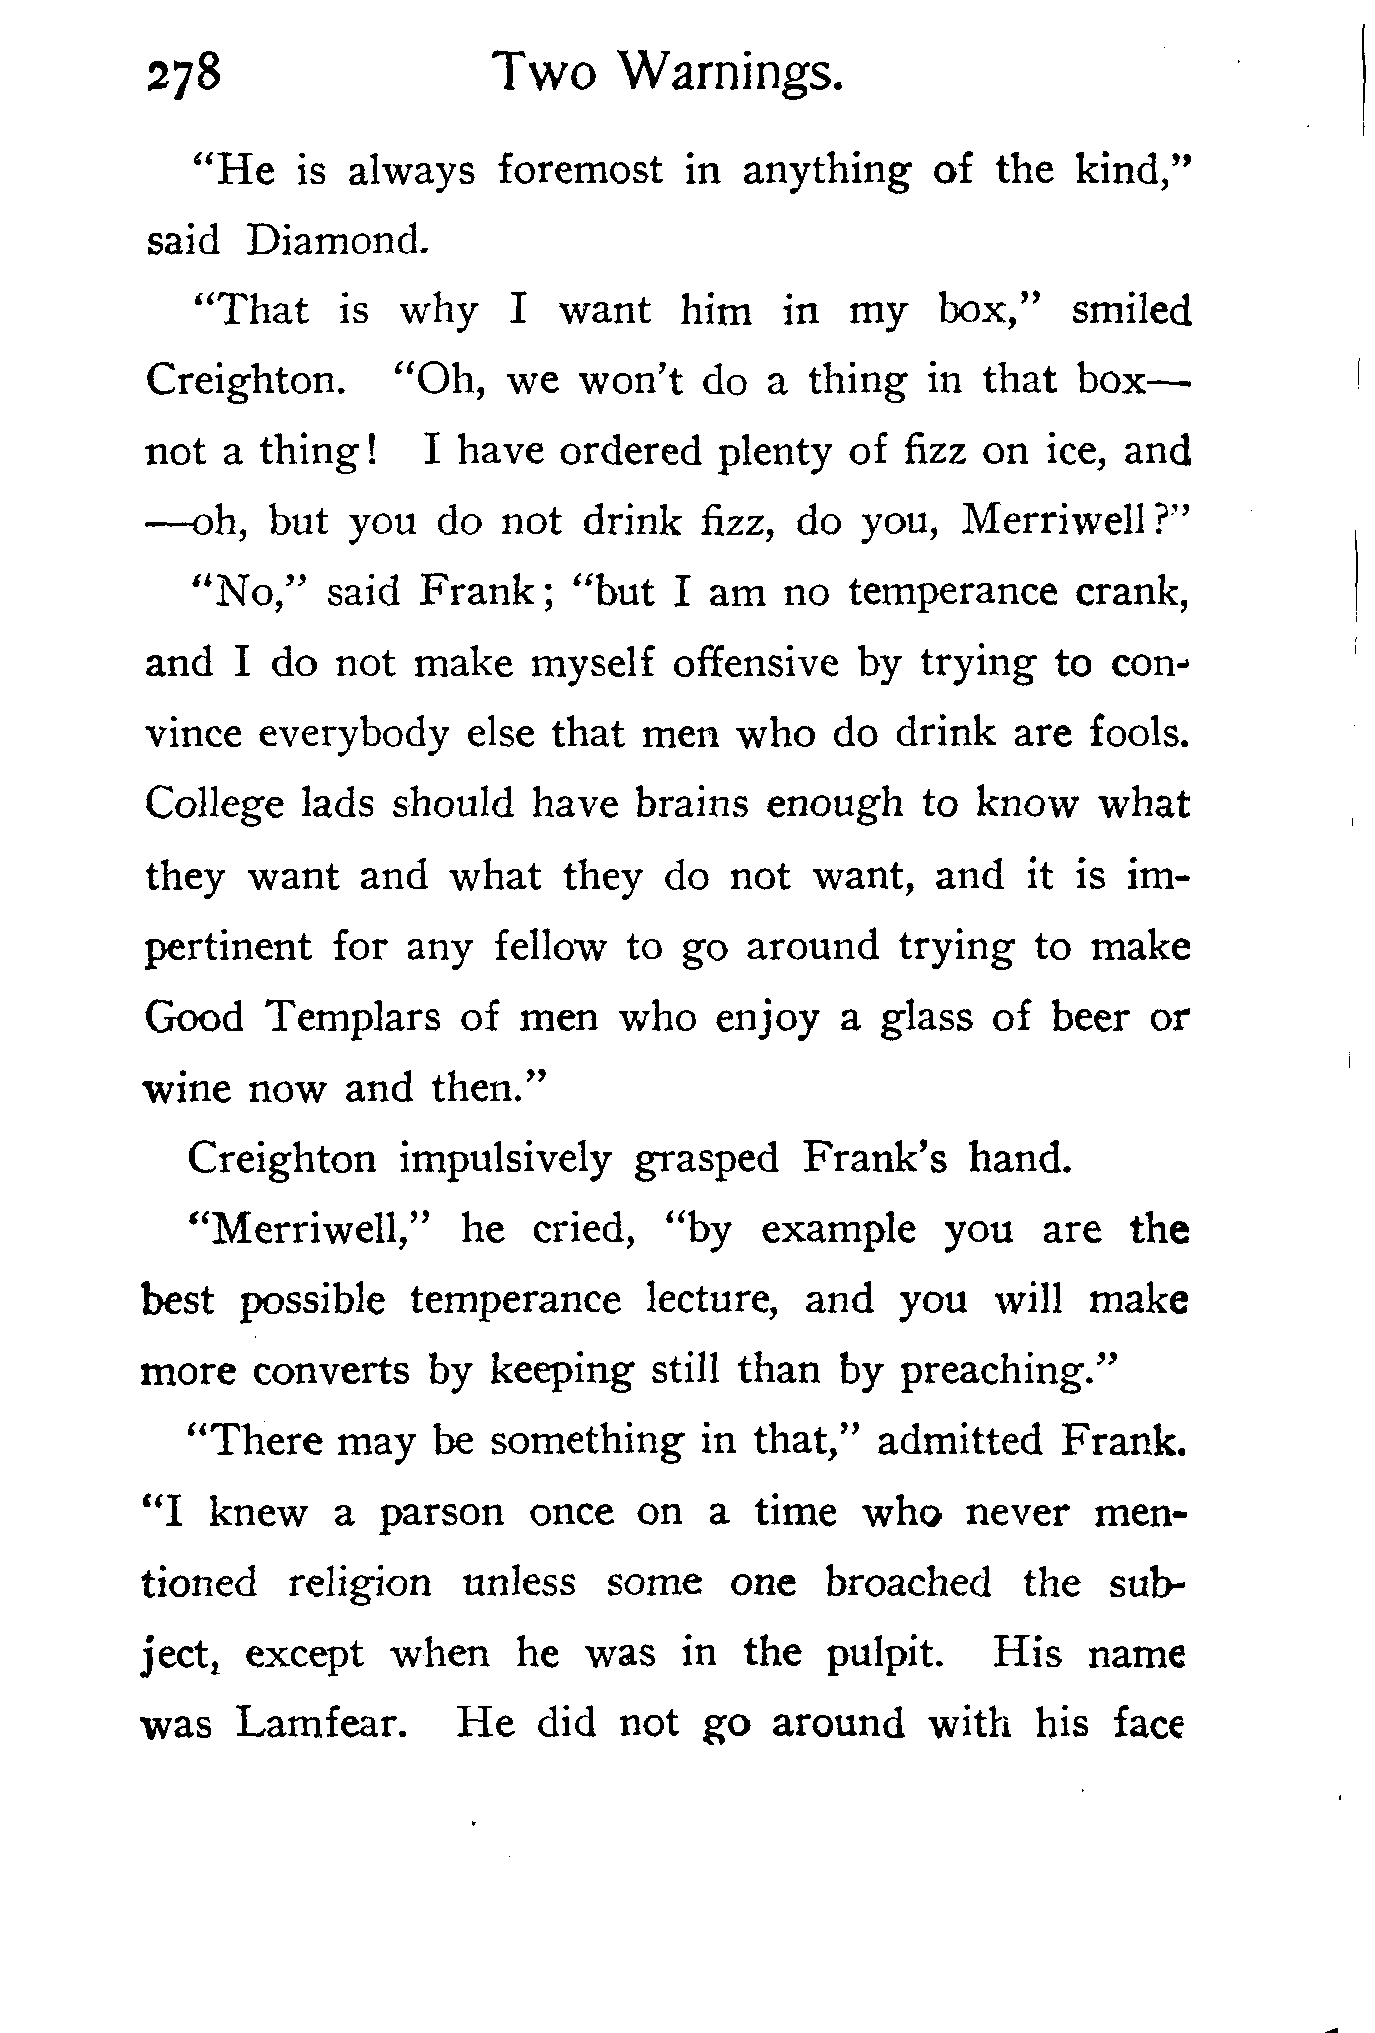 278 Two Warnings.
“He is always foremost in anything of the kind,”
said Diamond.
“That is why I want him in my box,” smiled
Creighton. “Oh, we won’t do a thing in that box—
not a thing! I have ordered plenty of fizz on ice, and
—oh, but you do not drink fizz, do you, Merriwell?”
“No,” said Frank; “but I am no temperance crank,
and I do not make myself offensive by trying to con-
vince everybody else that men who do drink are fools.
College lads should have brains enough to know what
they want and what they do not want, and it is im-
pertinent for any fellow to go around trying to make
Good Templars of men who enjoy a glass of beer or
wine now and then.”
Creighton impulsively grasped Frank’s hand.
“Merriwell,” he cried, “by example you are the
best possible temperance lecture, and you will make
more converts by keeping still than by preaching.”
“There may be something in that,” admitted Frank.
“I knew a parson once on a time who never men-
tioned religion unless some one broached the sub-
ject, except when he was in the pulpit. His name
was Lamfear. He did not go around with his face